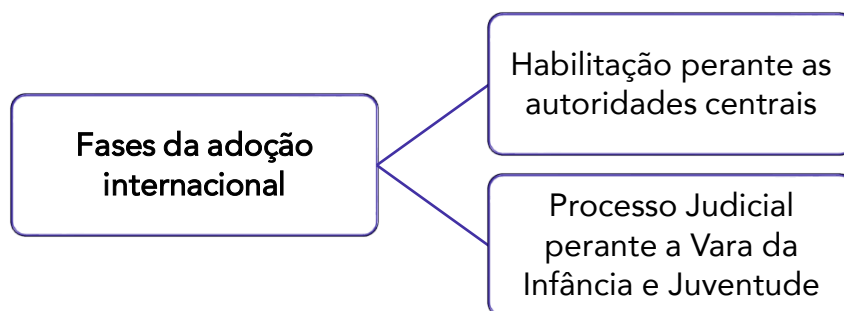 Fases da adoção
internacional
Habilitação perante as
autoridades centrais
Processo Judicial
perante a Vara da
Infância e Juventude